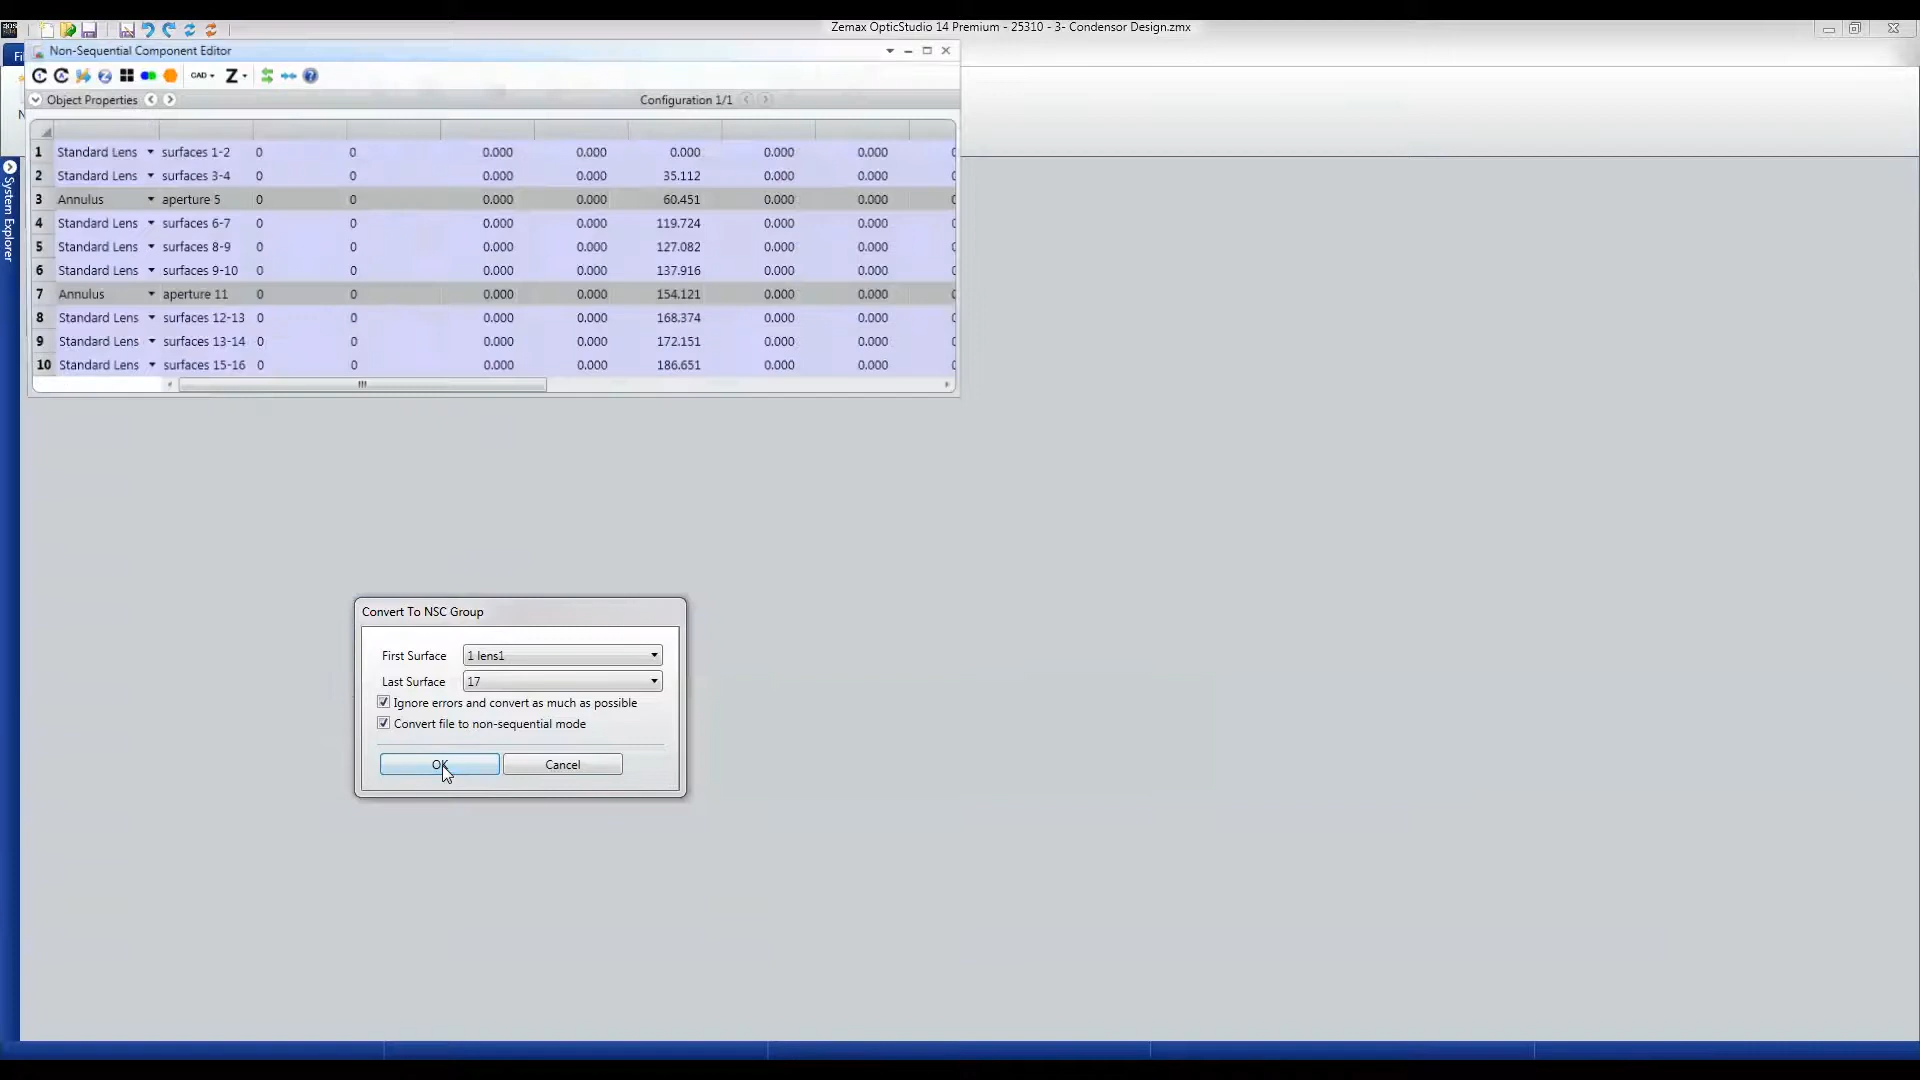 Zemax OpticStudio 14 Premium - 25310 - 3- Condensor Design.zmx
Fi
Non-Sequential Component Editor
CAD Z
Object Properties Configuration 1/1
1 Standard Lens surfaces 1-2 0 0 0.000 0.000 0.000 0.000 0.000
2 Standard Lens surfaces 3-4 0 0 0.000 0.000 35.112 0.000 0.000
3 Annulus aperture 5 0 0 0.000 0.000 60.451 0.000 0.000
4 Standard Lens surfaces 6-7 0 0 0.000 0.000 119.724 0.000 0.000
5 Standard Lens surfaces 8-9 0 0 0.000 0.000 127.082 0.000 0.000
6 Standard Lens surfaces 9-10 0 0 0.000 0.000 137.916 0.000 0.000
7 Annulus aperture 11 0 0 0.000 0.000 154.121 0.000 0.000
8 Standard Lens surfaces 12-13 0 0 0.000 0.000 168.374 0.000 0.000
9 Standard Lens surfaces 13-14 0 0 0.000 0.000 172.151 0.000 0.000
10 Standard Lens surfaces 15-16 0 0 0.000 0.000 186.651 0.000 0.000
System Explorer
Convert To NSC Group
First Surface 1 lens1
Last Surface 17
Ignore errors and convert as much as possible
Convert file to non-sequential mode
OK Cancel